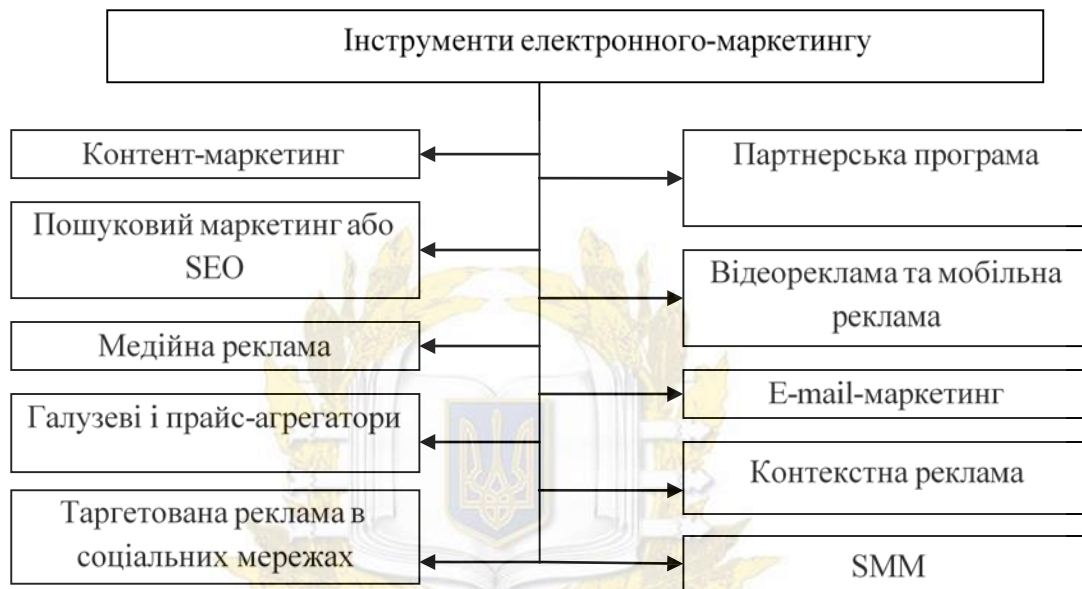 Інструменти електронного-маркетингу
Контент-маркетинг
Пошуковий маркетинг або
SEO
Медійна реклама
Галузеві і прайс-агрегатори
Таргетована реклама в
соціальних мережах
Партнерська програма
Відеореклама та мобільна
реклама
E-mail-маркетинг
Контекстна реклама
SMM